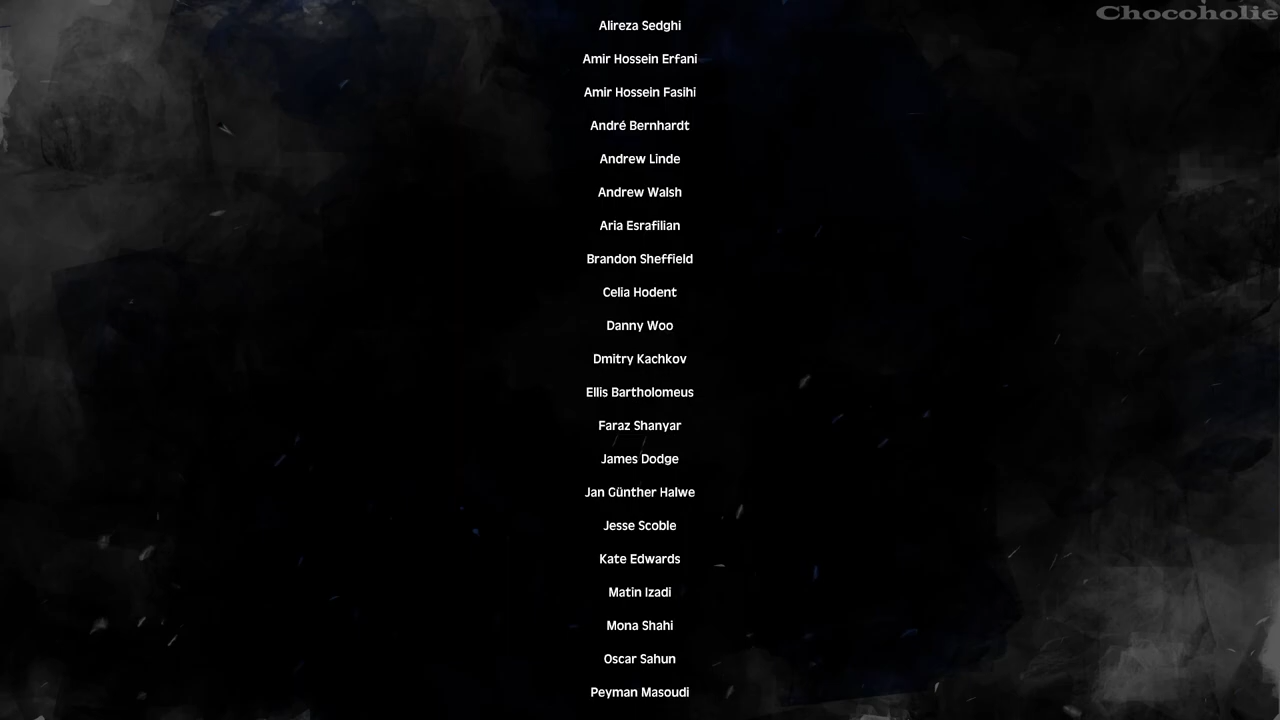 Chocoholic
Alireza Sedghi
Amir Hossein Erfani
Amir Hossein Fasihi
André Bernhardt
Andrew Linde
Andrew Walsh
Aria Esrafilian
Brandon Sheffield
Celia Hodent
Danny Woo
Dmitry Kachkov
Ellis Bartholomeus
Faraz Shanyar
James Dodge
Jan Günther Halwe
Jesse Scoble
Kate Edwards
Matin Izadi
Mona Shahi
Oscar Sahun
Peyman Masoudi